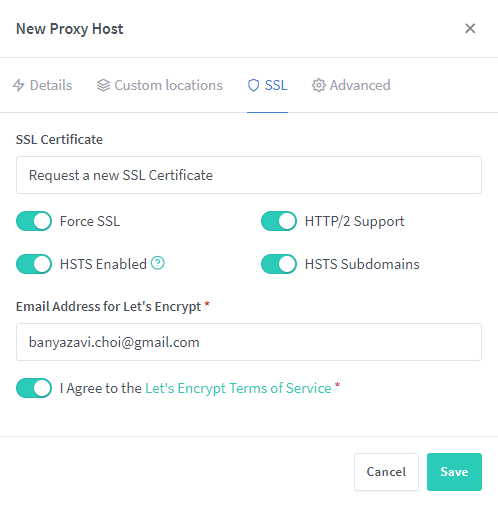 New Proxy Host
Details Custom locations SSL Advanced
SSL Certificate
Request a new SSL Certificate
Force SSL HTTP/2 Support
HSTS Enabled HSTS Subdomains
Email Address for Let's Encrypt *
banyazavi.choi@gmail.com
I Agree to the Let's Encrypt Terms of Service *
Cancel Save